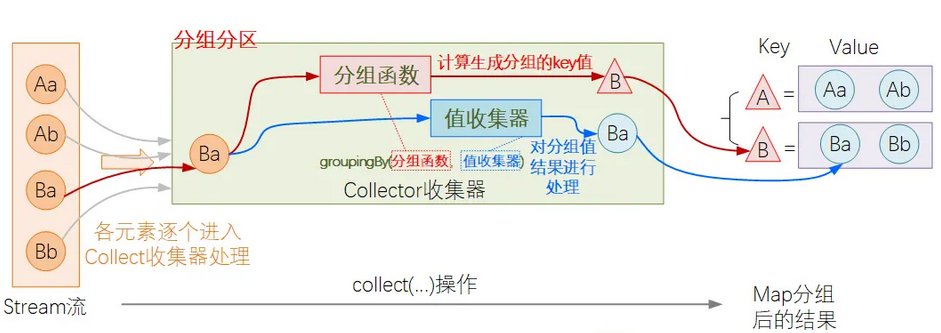 分组分区
Key
Value
分组函数
计算生成分组的key值
Aa
B
A
=
Aa
Ab
Ab
值收集器
Ba
Ba
B
=
Ba
Bb
Ba
groupingBy(分组函数, 值收集器)
对分组值
结果进行
处理
Collector收集器
Bb
各元素逐个进入
Collect收集器处理
collect(...)操作
Stream流
Map分组
后的结果